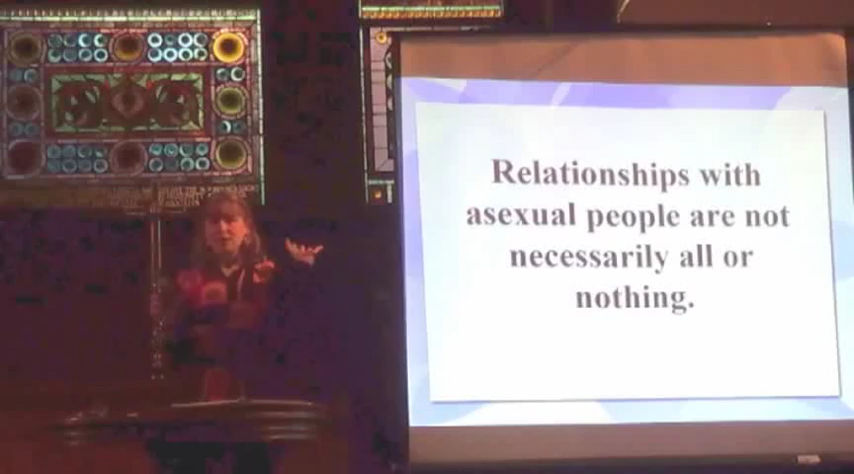 Relationships with
asexual people are not
necessarily all or
nothing.